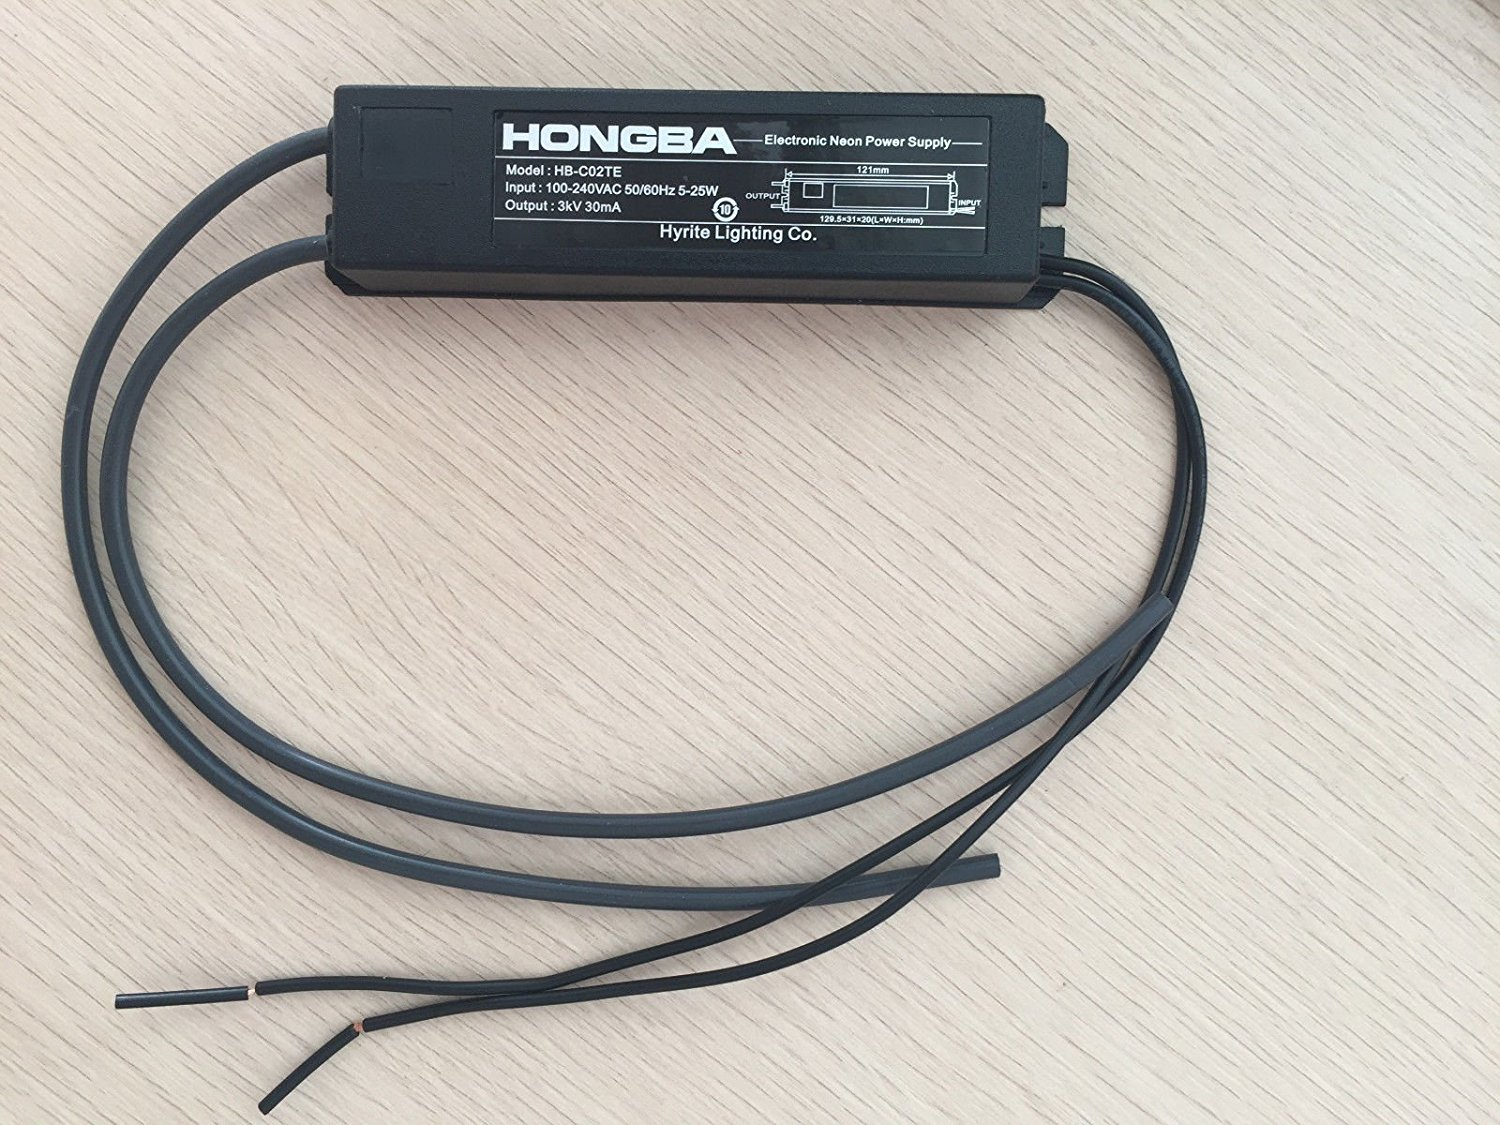 HONGBA
Electronic Neon Power Supply
Model : HB-C02TE
Input : 100-240VAC 50/60Hz 5-25W
Output : 3kV 30mA
10
121mm
OUTPUT
INPUT
129.5×31×20(L×W×H:mm)
Hyrite Lighting Co.